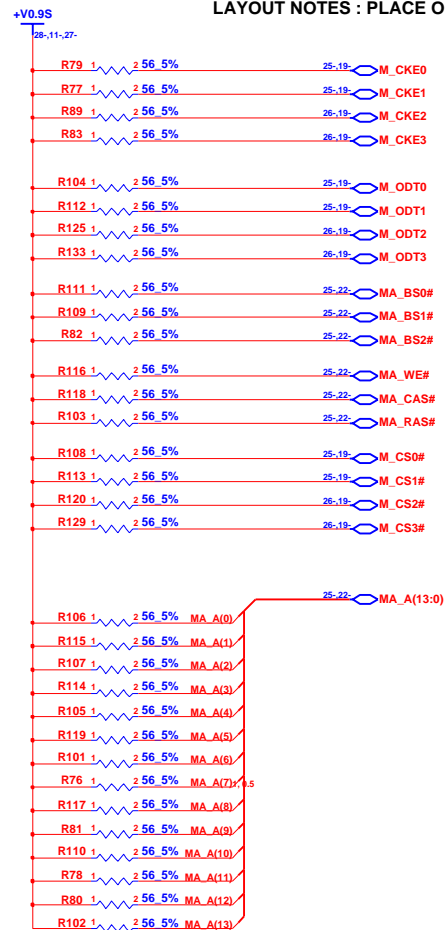 LAYOUT NOTES : PLACE O
+V0.9S
28-,11-,27-
R79 1 2 56_5% 25-,19- M_CKE0
R77 1 2 56_5% 25-,19- M_CKE1
R89 1 2 56_5% 26-,19- M_CKE2
R83 1 2 56_5% 26-,19- M_CKE3
R104 1 2 56_5% 25-,19- M_ODT0
R112 1 2 56_5% 25-,19- M_ODT1
R125 1 2 56_5% 26-,19- M_ODT2
R133 1 2 56_5% 26-,19- M_ODT3
R111 1 2 56_5% 25-,22- MA_BS0#
R109 1 2 56_5% 25-,22- MA_BS1#
R82 1 2 56_5% 25-,22- MA_BS2#
R116 1 2 56_5% 25-,22- MA_WE#
R118 1 2 56_5% 25-,22- MA_CAS#
R103 1 2 56_5% 25-,22- MA_RAS#
R108 1 2 56_5% 25-,19- M_CS0#
R113 1 2 56_5% 25-,19- M_CS1#
R120 1 2 56_5% 26-,19- M_CS2#
R129 1 2 56_5% 26-,19- M_CS3#
25-,22- MA_A(13:0)
R106 1 2 56_5% MA_A(0)
R115 1 2 56_5% MA_A(1)
R107 1 2 56_5% MA_A(2)
R114 1 2 56_5% MA_A(3)
R105 1 2 56_5% MA_A(4)
R119 1 2 56_5% MA_A(5)
R101 1 2 56_5% MA_A(6)
R76 1 2 56_5% MA_A(7) 1, 0.5
R117 1 2 56_5% MA_A(8)
R81 1 2 56_5% MA_A(9)
R110 1 2 56_5% MA_A(10)
R78 1 2 56_5% MA_A(11)
R80 1 2 56_5% MA_A(12)
R102 1 2 56_5% MA_A(13)